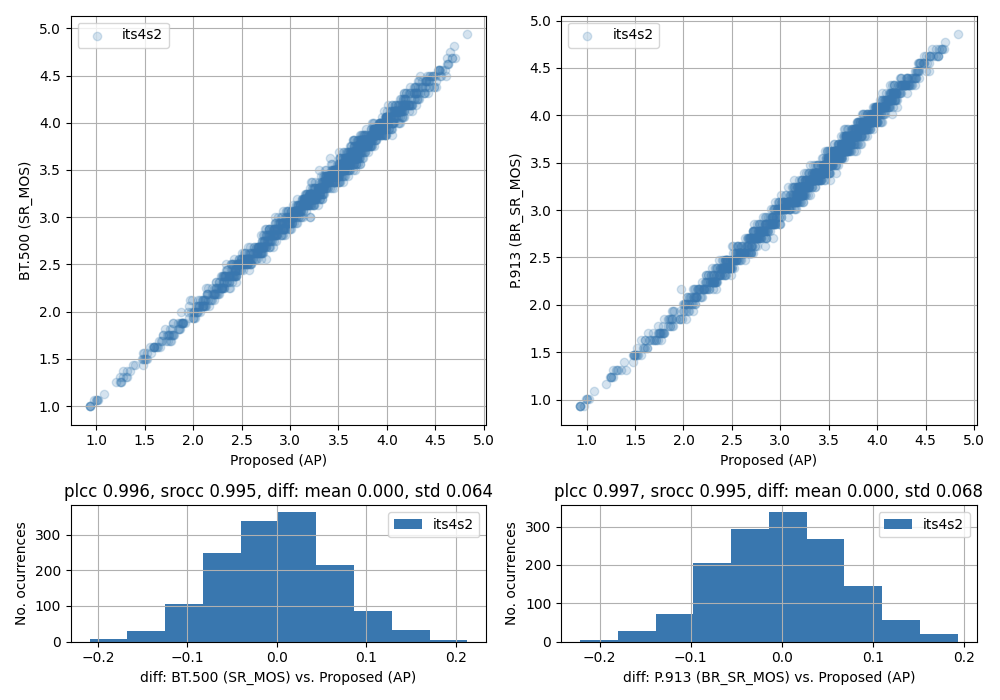 its4s2
5.0
4.5
4.0
3.5
3.0
2.5
2.0
1.5
1.0
BT.500 (SR_MOS)
1.0 1.5 2.0 2.5 3.0 3.5 4.0 4.5 5.0
Proposed (AP)
its4s2
5.0
4.5
4.0
3.5
3.0
2.5
2.0
1.5
1.0
P.913 (BR_SR_MOS)
1.0 1.5 2.0 2.5 3.0 3.5 4.0 4.5 5.0
Proposed (AP)
plcc 0.996, srocc 0.995, diff: mean 0.000, std 0.064
its4s2
300
200
100
0
No. ocurrences
−0.2 −0.1 0.0 0.1 0.2
diff: BT.500 (SR_MOS) vs. Proposed (AP)
plcc 0.997, srocc 0.995, diff: mean 0.000, std 0.068
its4s2
300
200
100
0
No. ocurrences
−0.2 −0.1 0.0 0.1 0.2
diff: P.913 (BR_SR_MOS) vs. Proposed (AP)